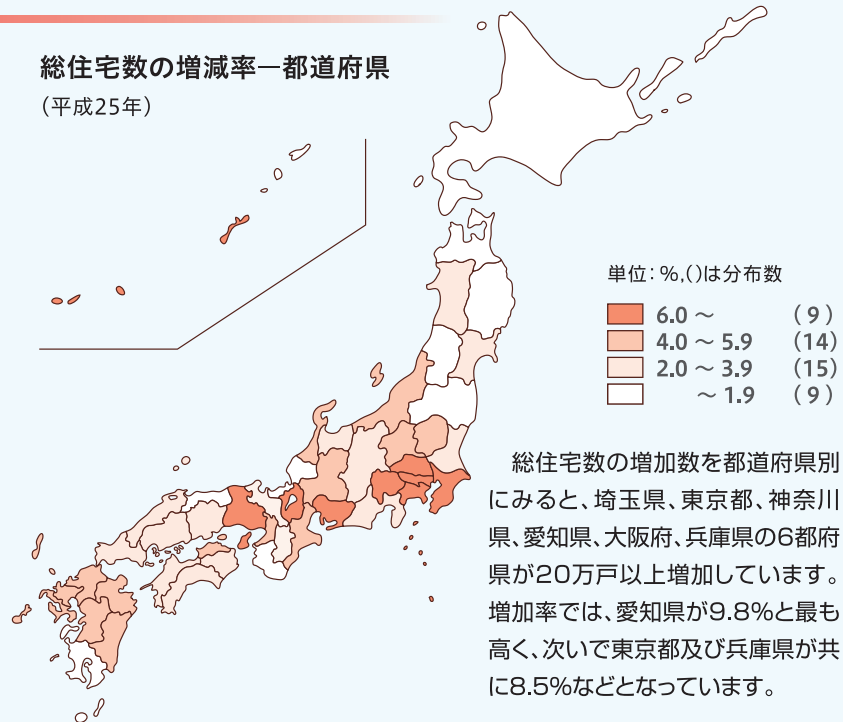 総住宅数の増減率―都道府県
(平成25年)
単位:%,()は分布数
6.0 ~ (9)
4.0 ~ 5.9 (14)
2.0 ~ 3.9 (15)
~ 1.9 (9)
総住宅数の増加数を都道府県別
にみると、埼玉県、東京都、神奈川
県、愛知県、大阪府、兵庫県の6都府
県が20万戸以上増加しています。
増加率では、愛知県が9.8%と最も
高く、次いで東京都及び兵庫県が共
に8.5%などとなっています。